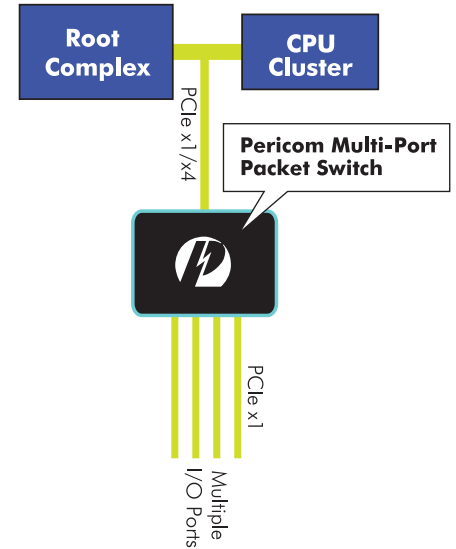 Root
Complex
CPU
Cluster
PCIe x1/x4
Pericom Multi-Port
Packet Switch
PCIe x1
Multiple
I/O Ports